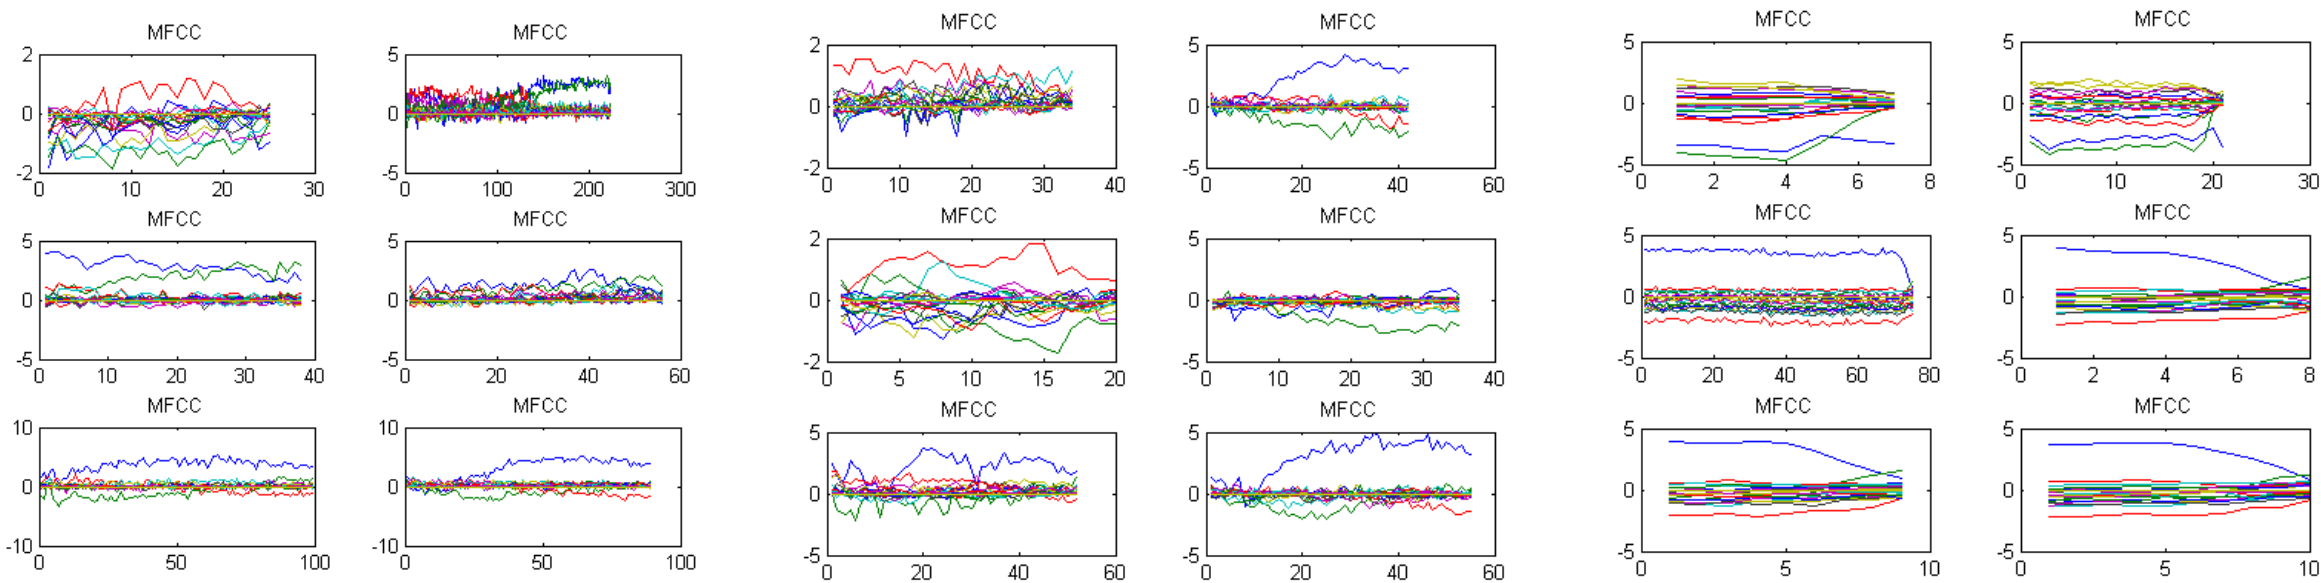 MFCC MFCC MFCC MFCC MFCC MFCC
2 5 2 5 5 5
0 0 0 0 0 0
-2 -5 -2 -5 -5 -5
0 10 20 30 0 100 200 300 0 10 20 30 40 0 20 40 60 0 2 4 6 8 0 10 20 30
MFCC MFCC MFCC MFCC MFCC MFCC
5 5 2 5 5 5
0 0 0 0 0 0
-5 -5 -2 -5 -5 -5
0 10 20 30 40 0 20 40 60 0 5 10 15 20 0 10 20 30 40 0 20 40 60 80 0 2 4 6 8
MFCC MFCC MFCC MFCC MFCC MFCC
10 10 5 5 5 5
0 0 0 0 0 0
-10 -10 -5 -5 -5 -5
0 50 100 0 50 100 0 20 40 60 0 20 40 60 0 5 10 0 5 10